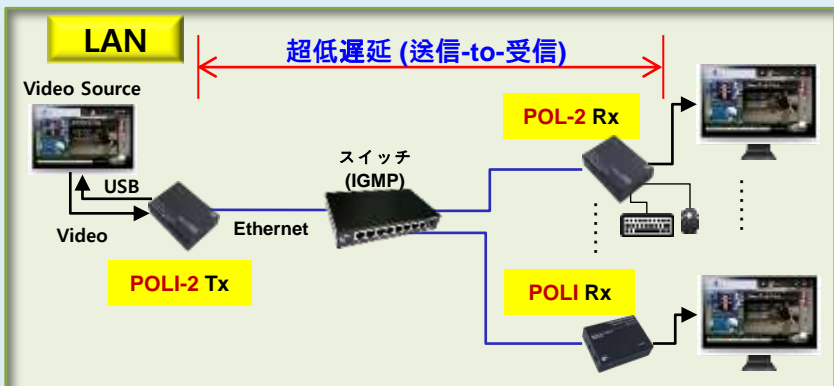 LAN
超低遅延 (送信-to-受信)
Video Source
POL-2 Rx
スイッチ
(IGMP)
USB
Ethernet
Video
POLI-2 Tx
POLI Rx